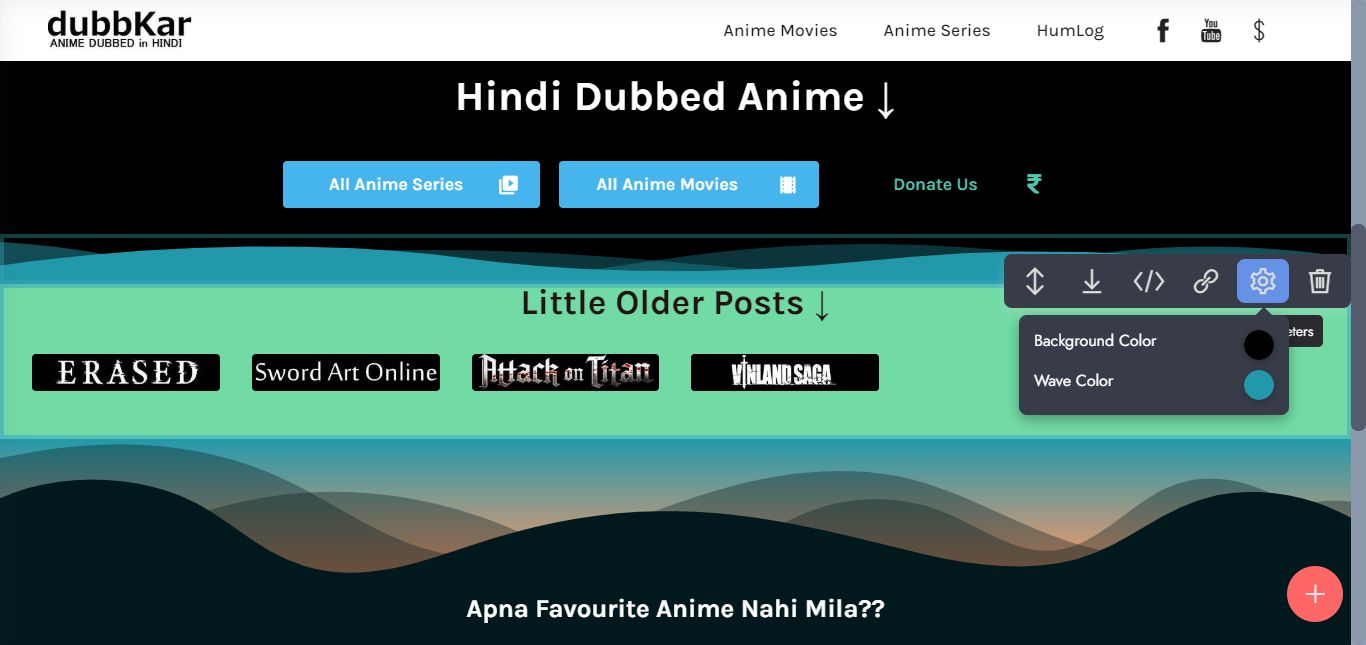 dubbKar
ANIME DUBBED in HINDI
Anime Movies Anime Series HumLog
You
Tube
$
Hindi Dubbed Anime ↓
All Anime Series All Anime Movies Donate Us ₹
Little Older Posts ↓
ERASED Sword Art Online Attack on Titan VINLAND SAGA
eters
Background Color
Wave Color
Apna Favourite Anime Nahi Mila??